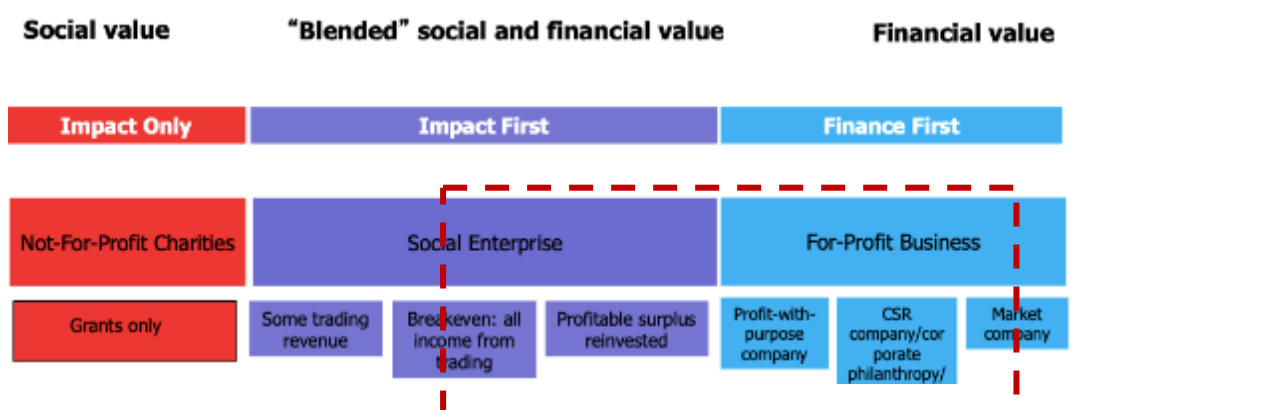 Social value
“Blended” social and financial value
Financial value
Impact Only
Impact First
Finance First
Not-For-Profit Charities
Social Enterprise
For-Profit Business
Grants only
Some trading
revenue
Breakeven: all
income from
trading
Profitable surplus
reinvested
Profit-with-
purpose
company
CSR
company/cor
porate
philanthropy/
Market
company